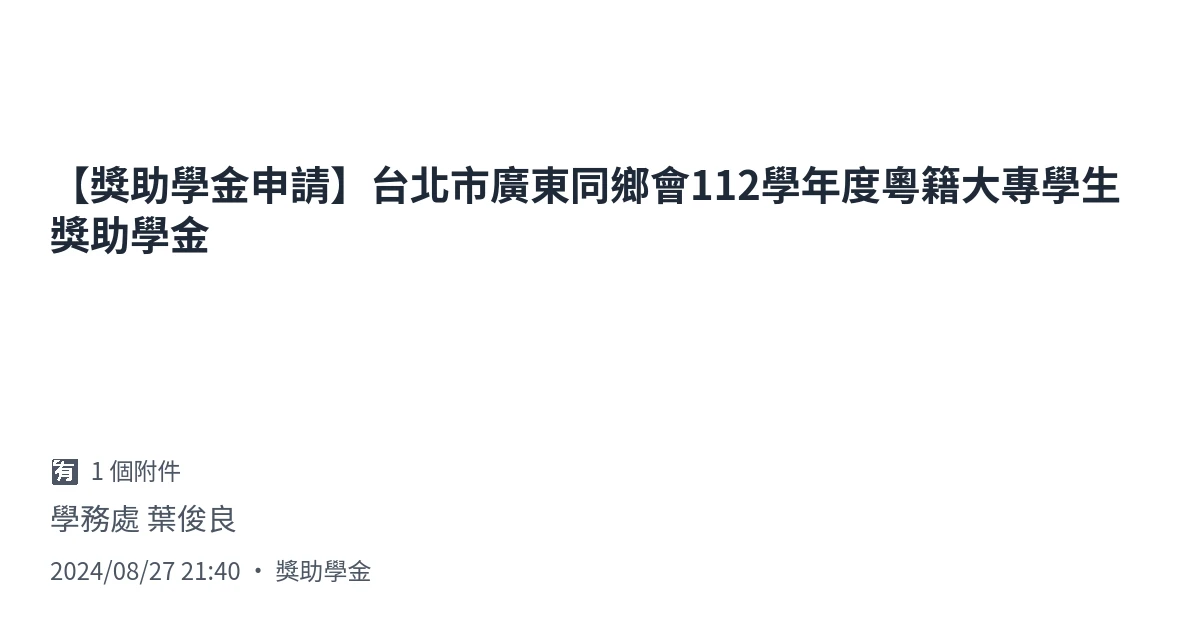 【獎助學金申請】台北市廣東同鄉會112學年度粵籍大專學生
獎助學金
有 1 個附件
學務處 葉俊良
2024/08/27 21:40 • 獎助學金